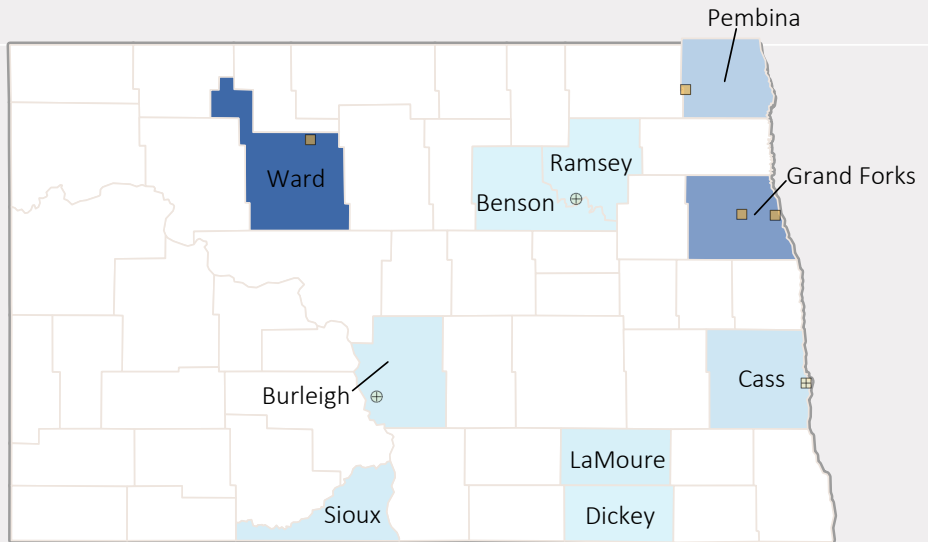 Pembina
Ramsey
Grand Forks
Ward
Benson
Cass
Burleigh
LaMoure
Sioux
Dickey